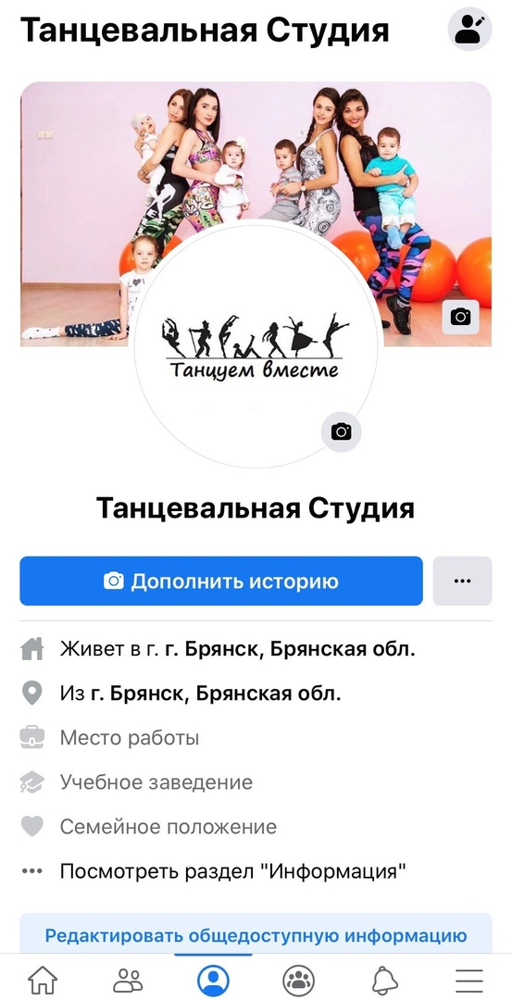 Танцевальная Студия
Танцуем вместе
Танцевальная Студия
Дополнить историю
Живет в г. г. Брянск, Брянская обл.
Из г. Брянск, Брянская обл.
Место работы
Учебное заведение
Семейное положение
Посмотреть раздел "Информация"
Редактировать общедоступную информацию